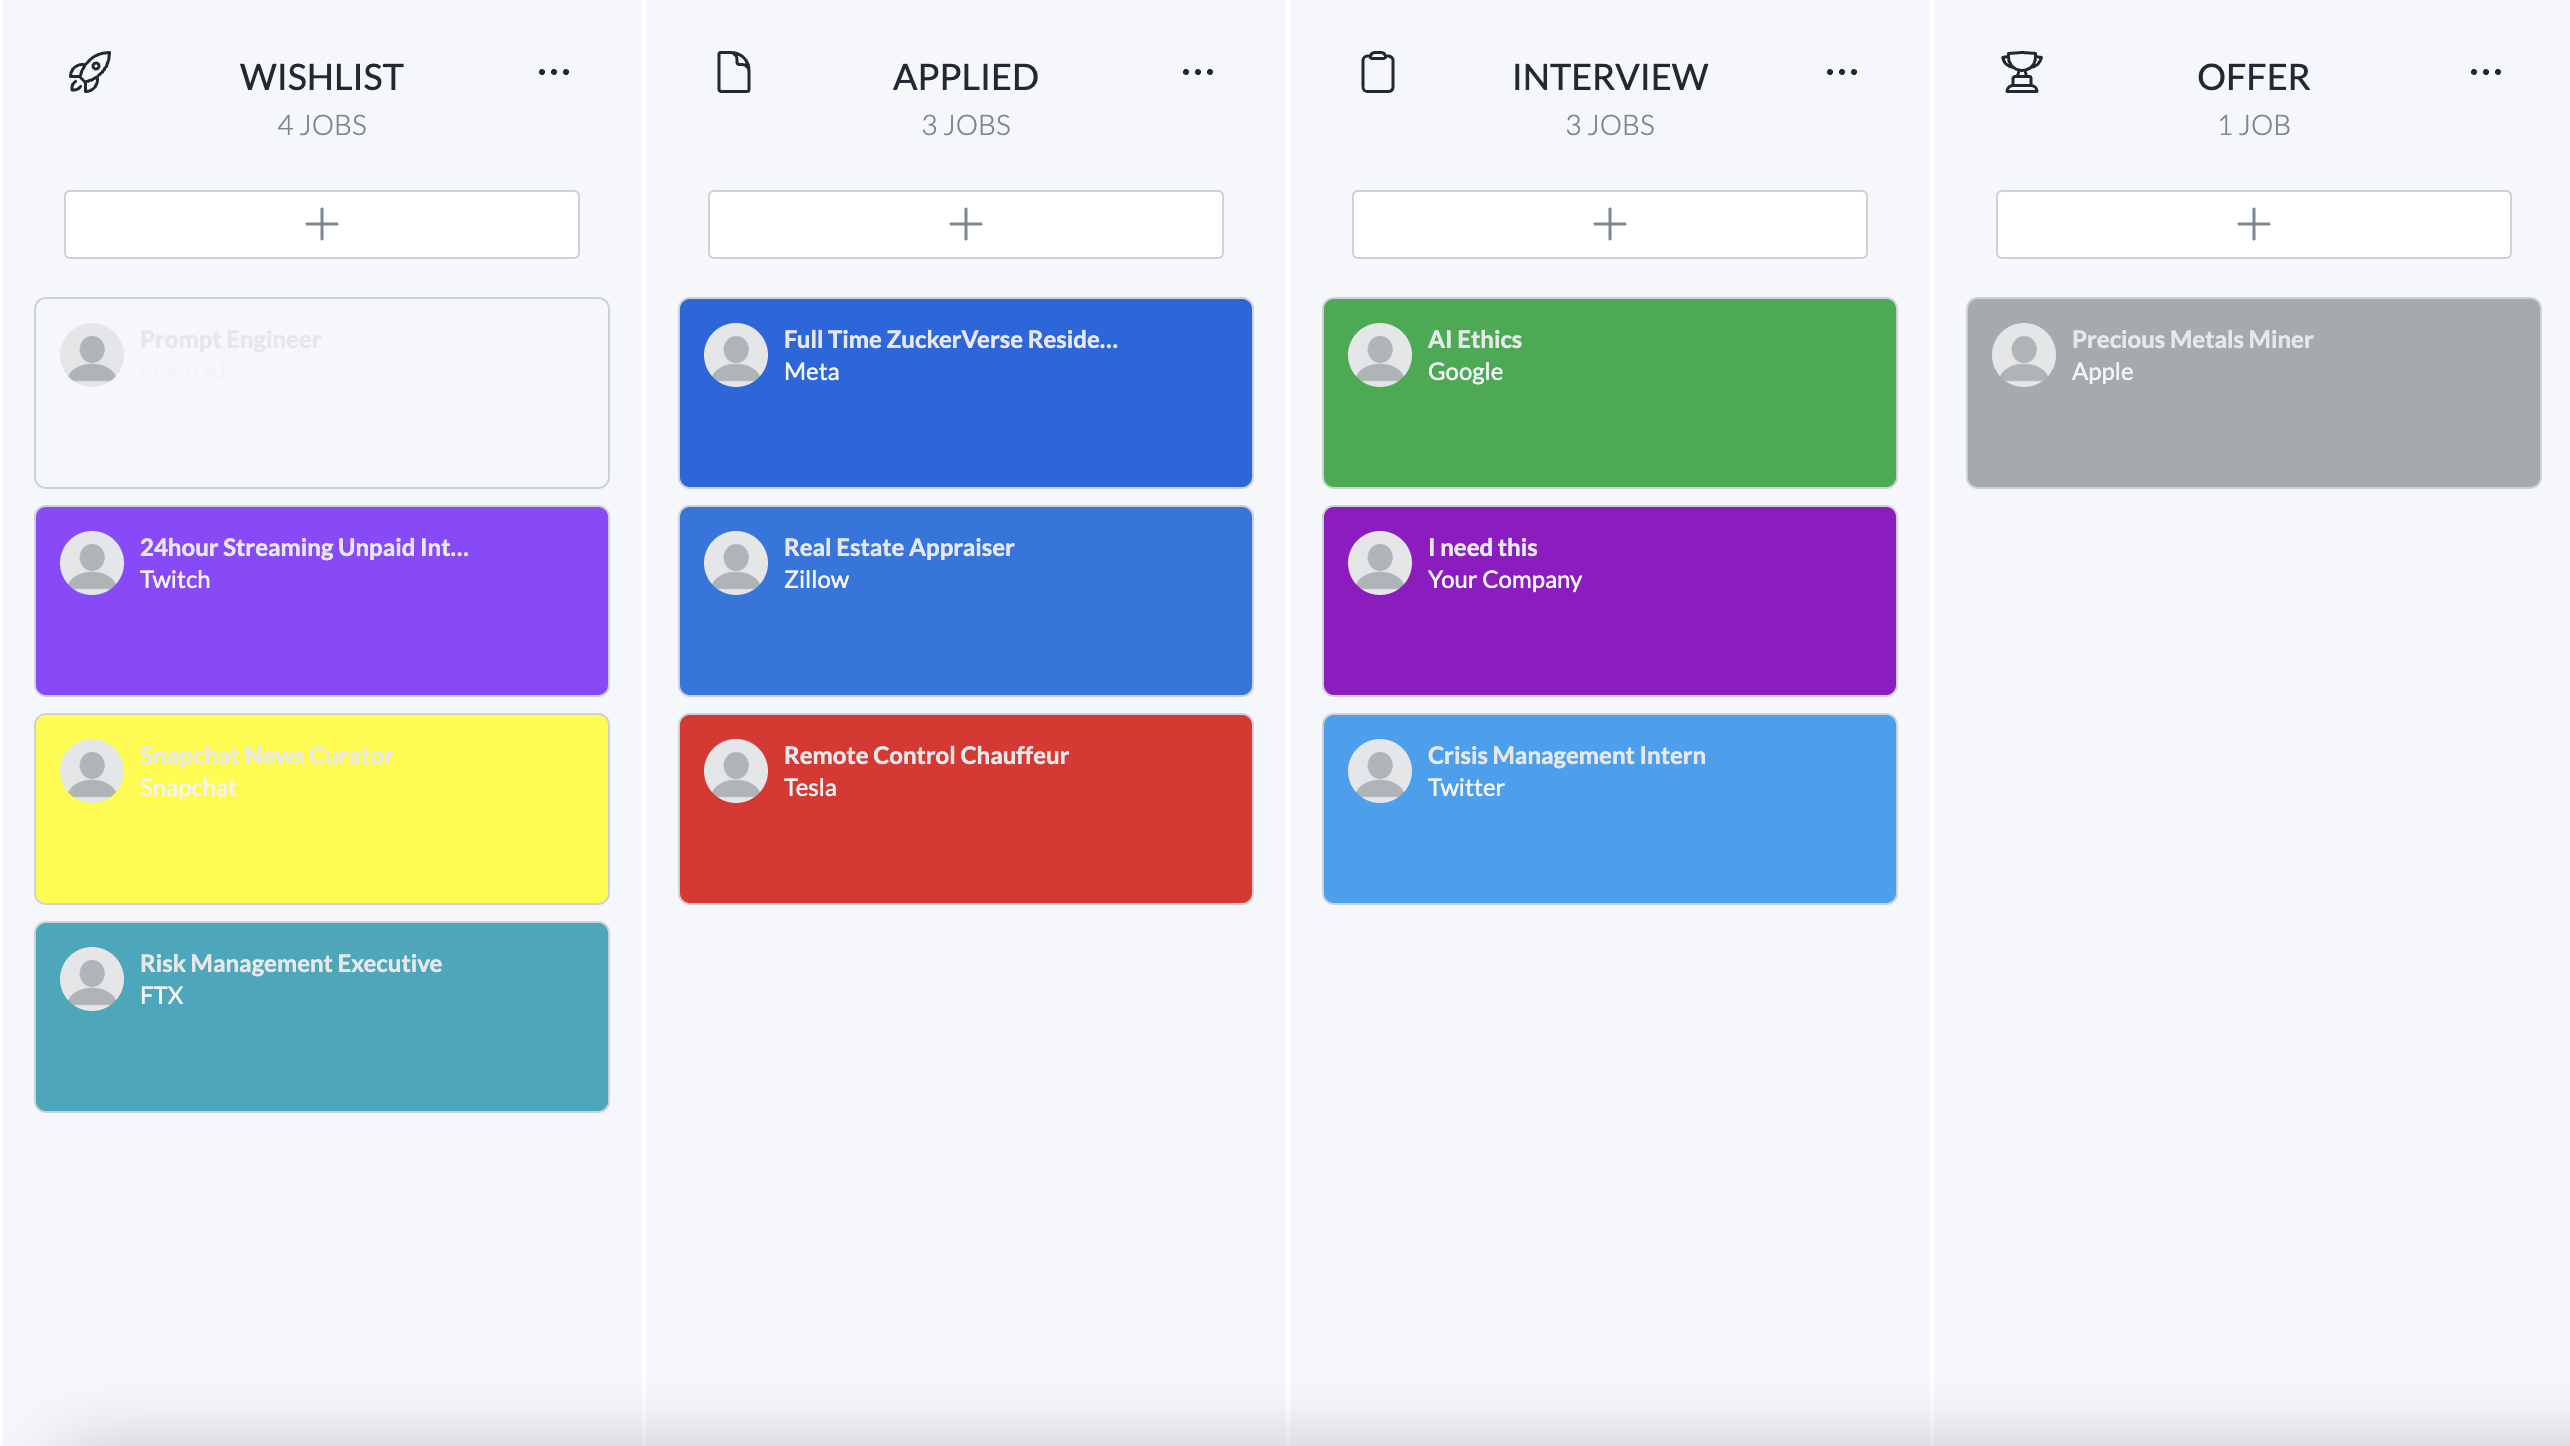 WISHLIST
4 JOBS
Prompt Engineer
Open AI
24hour Streaming Unpaid Int...
Twitch
Snapchat News Curator
Snapchat
Risk Management Executive
FTX
APPLIED
3 JOBS
Full Time ZuckerVerse Reside...
Meta
Real Estate Appraiser
Zillow
Remote Control Chauffeur
Tesla
INTERVIEW
3 JOBS
AI Ethics
Google
I need this
Your Company
Crisis Management Intern
Twitter
OFFER
1 JOB
Precious Metals Miner
Apple